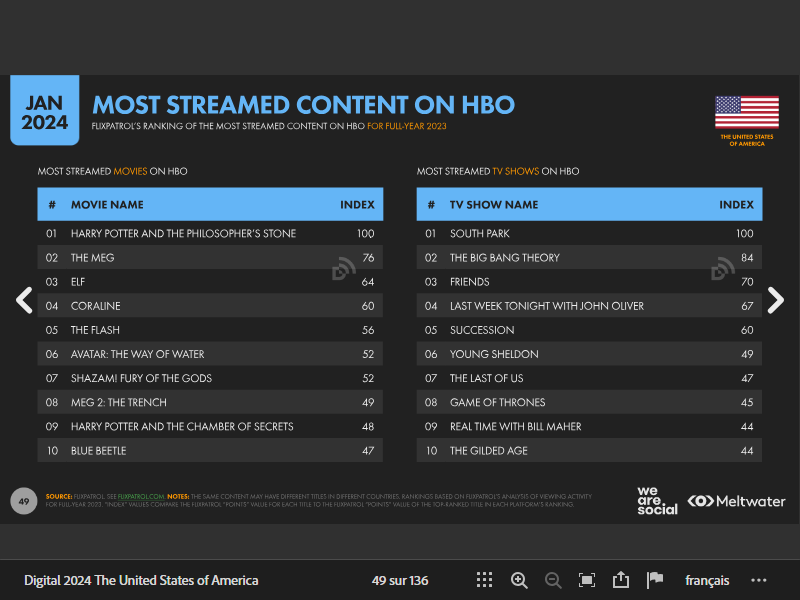 JAN
2024
MOST STREAMED CONTENT ON HBO
FLIXPATROL'S RANKING OF THE MOST STREAMED CONTENT ON HBO FOR FULL-YEAR 2023
THE UNITED STATES
OF AMERICA
MOST STREAMED MOVIES ON HBO
# MOVIE NAME INDEX
01 HARRY POTTER AND THE PHILOSOPHER'S STONE 100
02 THE MEG 76
03 ELF 64
04 CORALINE 60
05 THE FLASH 56
06 AVATAR: THE WAY OF WATER 52
07 SHAZAM! FURY OF THE GODS 52
08 MEG 2: THE TRENCH 49
09 HARRY POTTER AND THE CHAMBER OF SECRETS 48
10 BLUE BEETLE 47
MOST STREAMED TV SHOWS ON HBO
# TV SHOW NAME INDEX
01 SOUTH PARK 100
02 THE BIG BANG THEORY 84
03 FRIENDS 70
04 LAST WEEK TONIGHT WITH JOHN OLIVER 67
05 SUCCESSION 60
06 YOUNG SHELDON 49
07 THE LAST OF US 47
08 GAME OF THRONES 45
09 REAL TIME WITH BILL MAHER 44
10 THE GILDED AGE 44
49
SOURCE: FLIXPATROL. SEE FLIXPATROL.COM. NOTES: THE SAME CONTENT MAY HAVE DIFFERENT TITLES IN DIFFERENT COUNTRIES. RANKINGS BASED ON FLIXPATROL'S ANALYSIS OF VIEWING ACTIVITY
FOR FULL-YEAR 2023. "INDEX" VALUES COMPARE THE FLIXPATROL "POINTS" VALUE FOR EACH TITLE TO THE FLIXPATROL "POINTS" VALUE OF THE TOP-RANKED TITLE IN EACH PLATFORM'S RANKING.
we
are
social
Meltwater
Digital 2024 The United States of America
49 sur 136
français